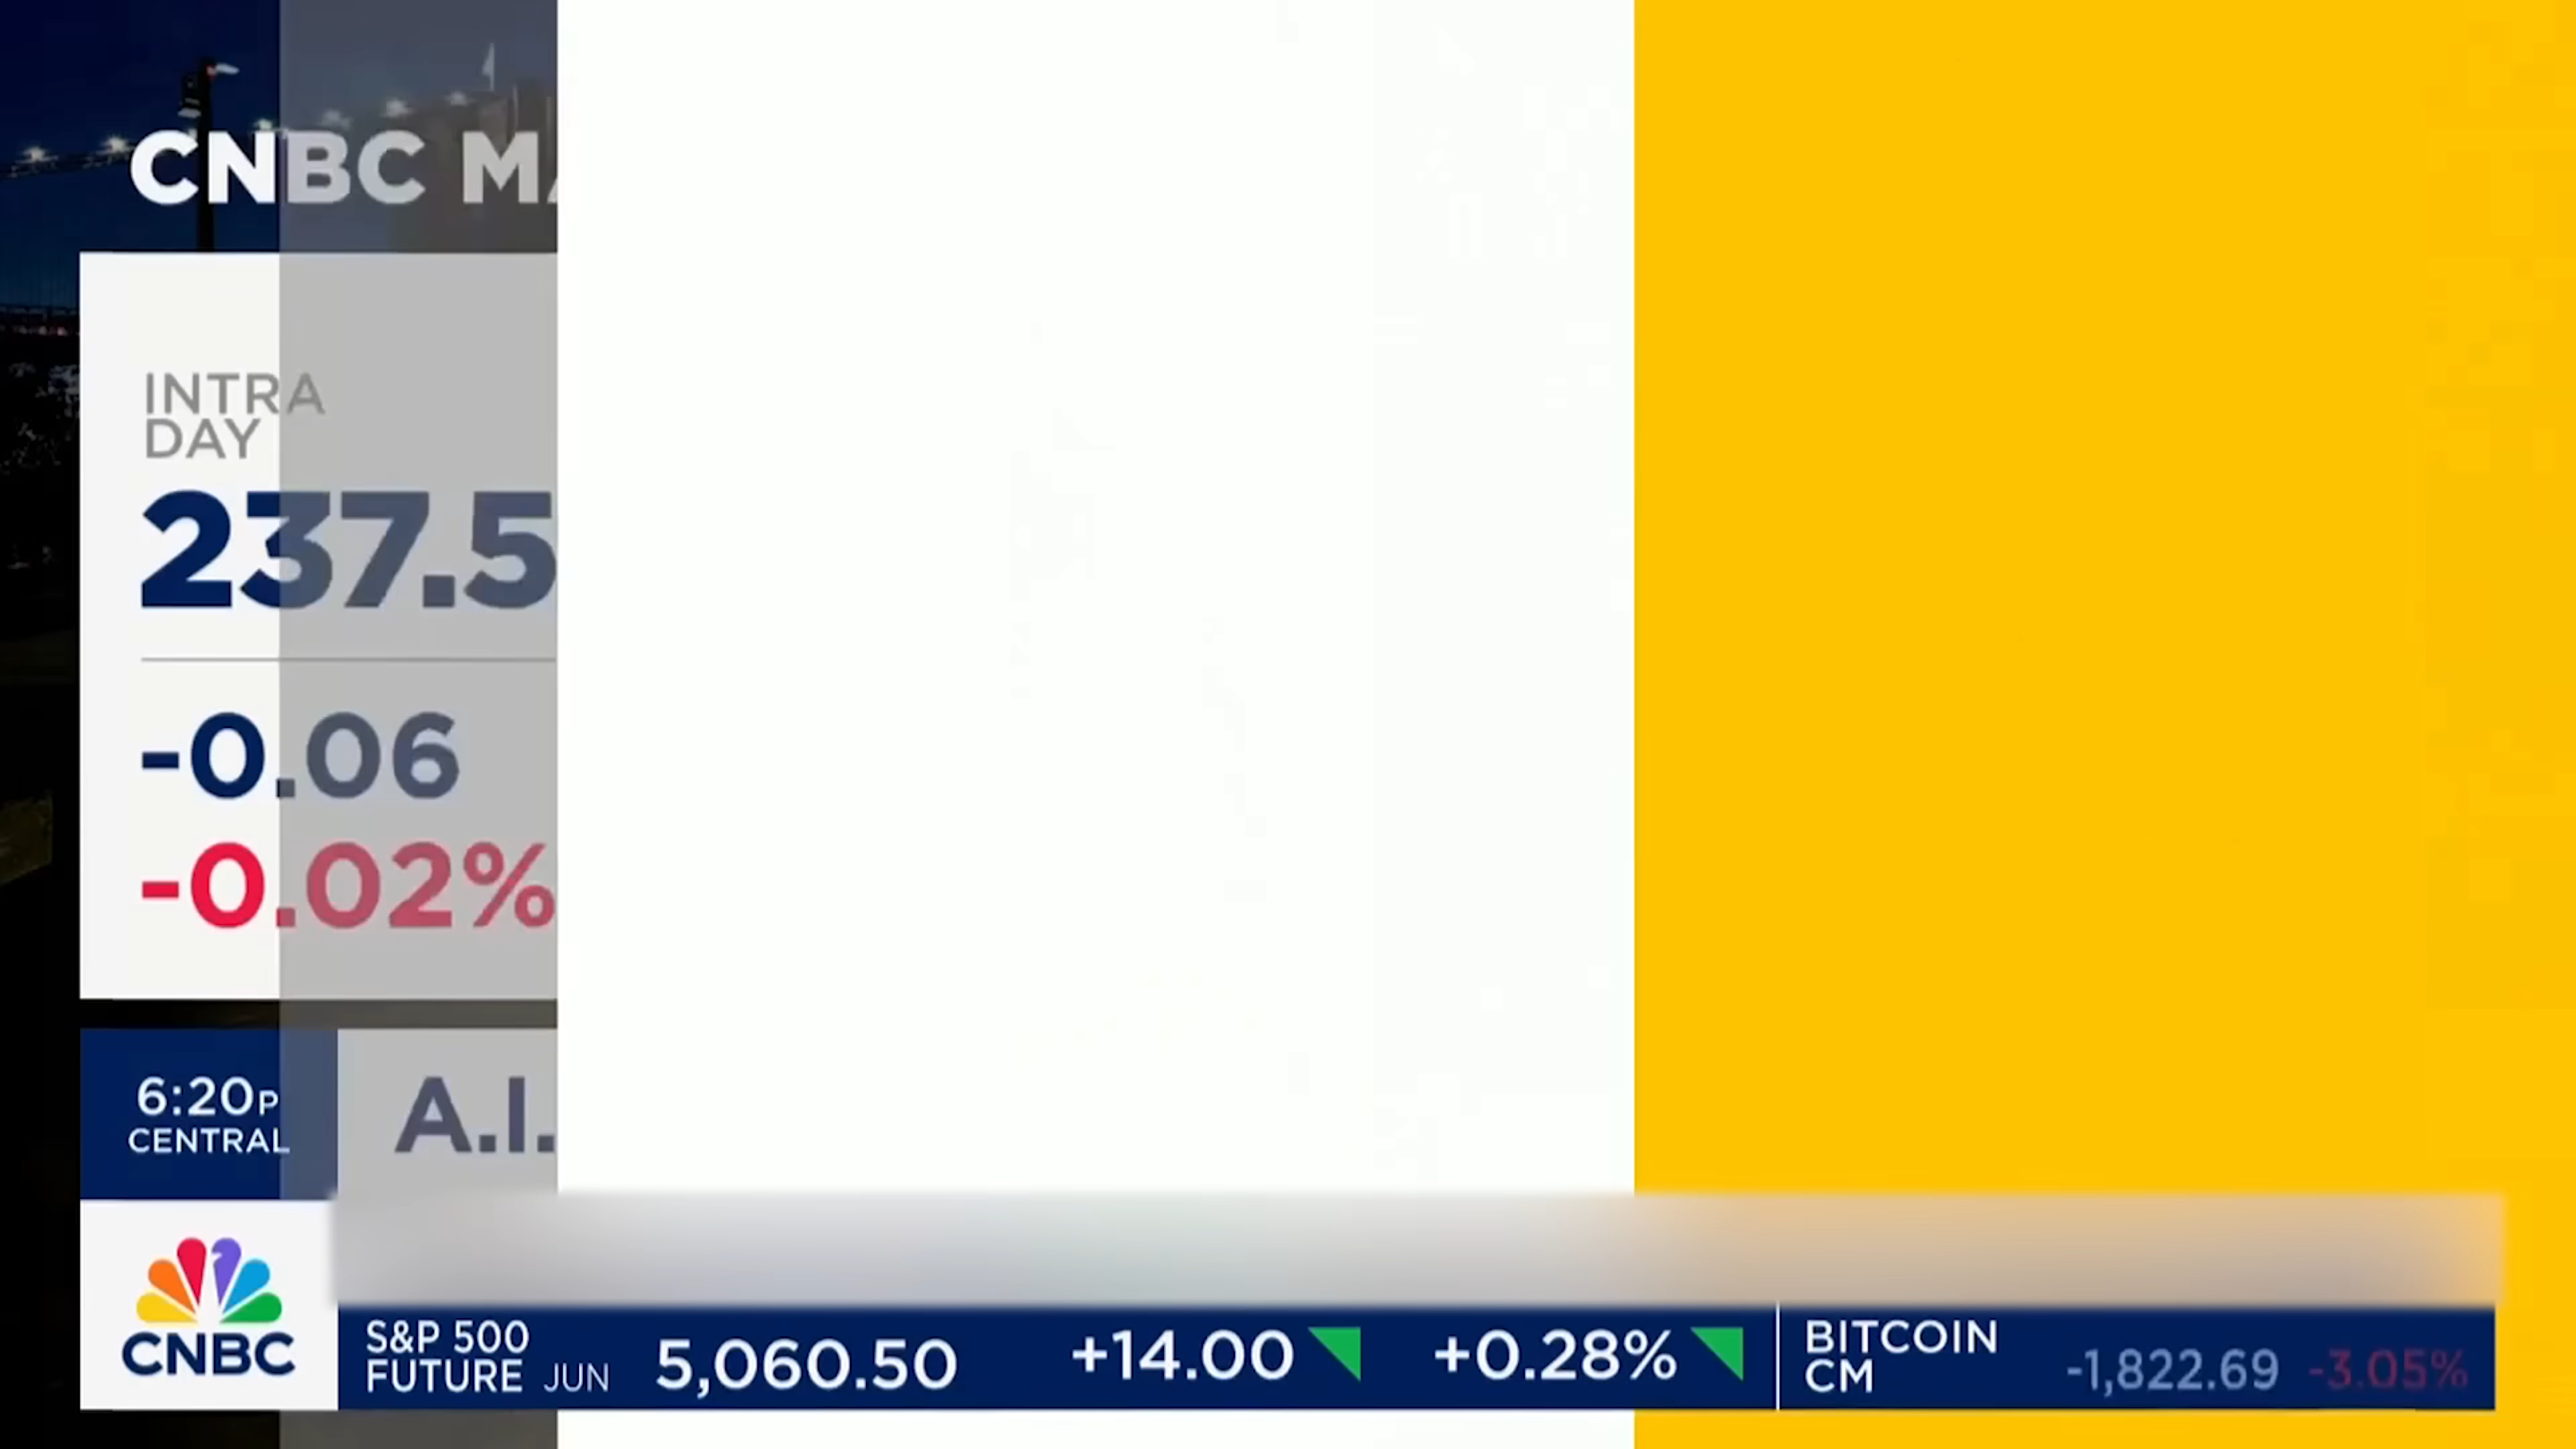 CNBC
INTRA
DAY
237.5
-0.06
-0.02%
6:20P
CENTRAL
A.I.
CNBC
S&P 500
FUTURE JUN
5,060.50 +14.00 +0.28%
BITCOIN
CM
-1,822.69 -3.05%